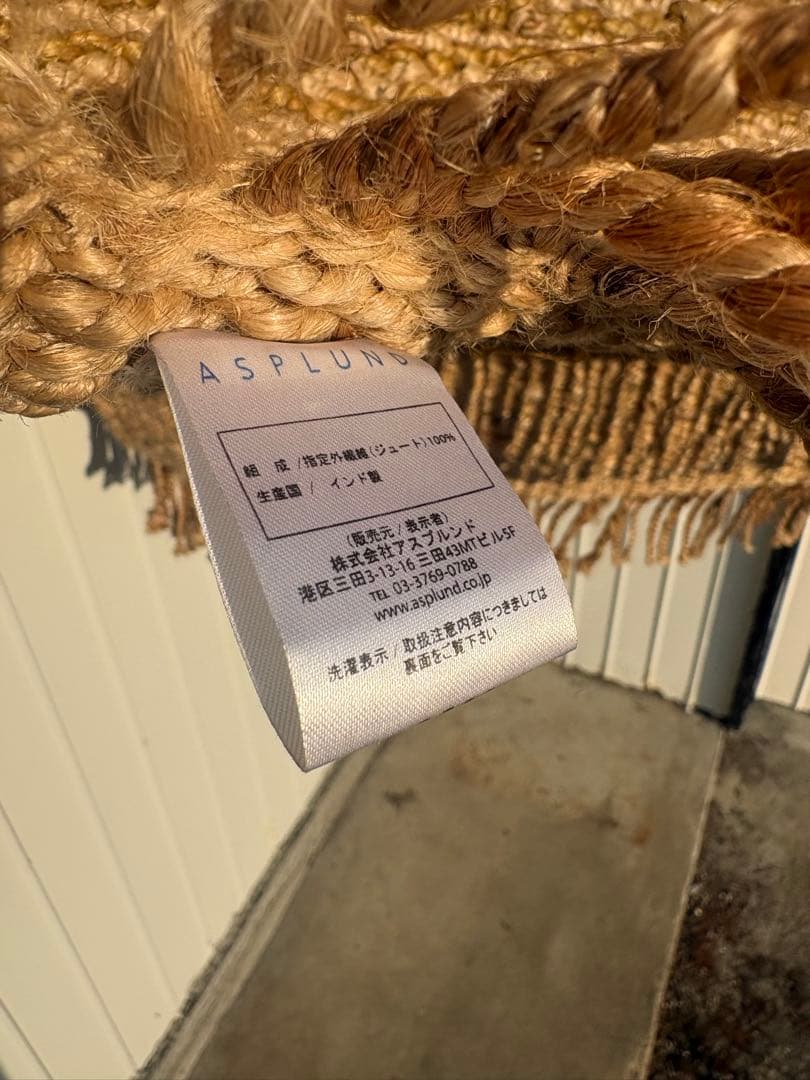 ASPLUND
組 成 /指定外繊維(ジュート)100%
生産国 / インド製
(販売元/表示者)
株式会社アスプルンド
港区三田3-13-16 三田43MTビル5F
TEL 03-3769-0788
www.asplund.co.jp
洗濯表示/取扱注意内容につきましては
裏面をご覧下さい